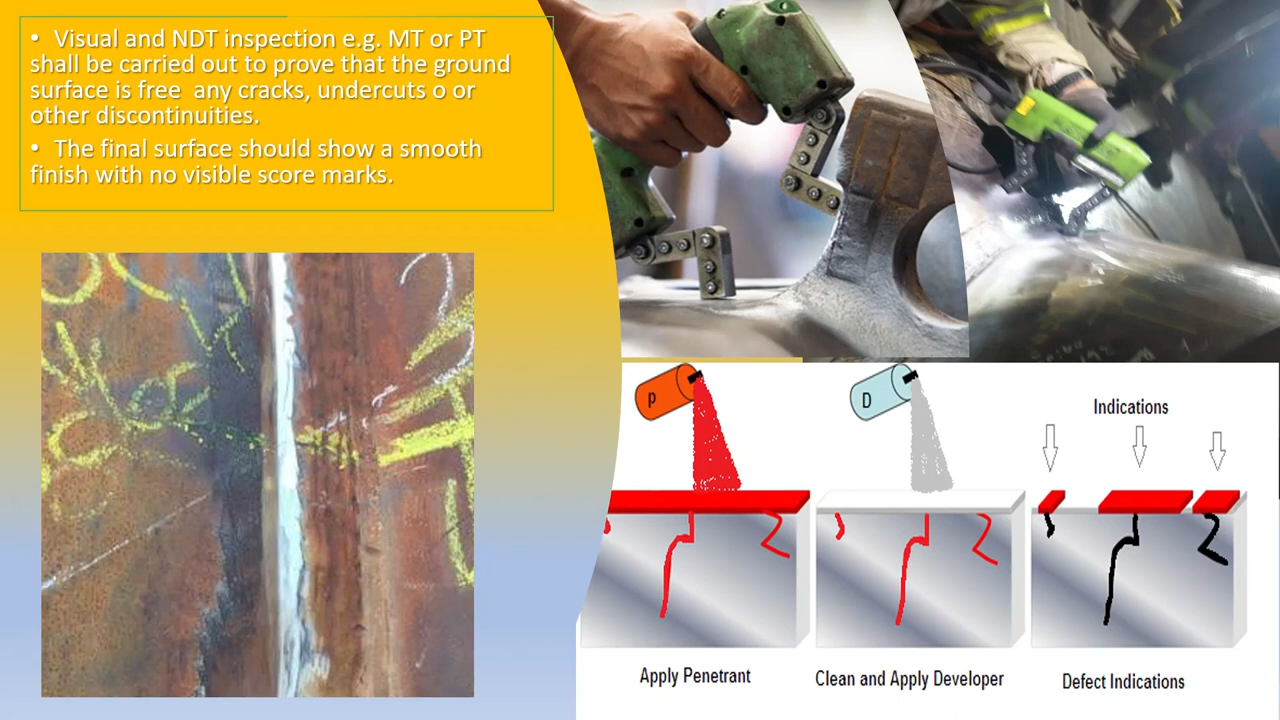 • Visual and NDT inspection e.g. MT or PT
shall be carried out to prove that the ground
surface is free any cracks, undercuts o or
other discontinuities.
• The final surface should show a smooth
finish with no visible score marks.
p
D
Indications
Apply Penetrant
Clean and Apply Developer
Defect Indications